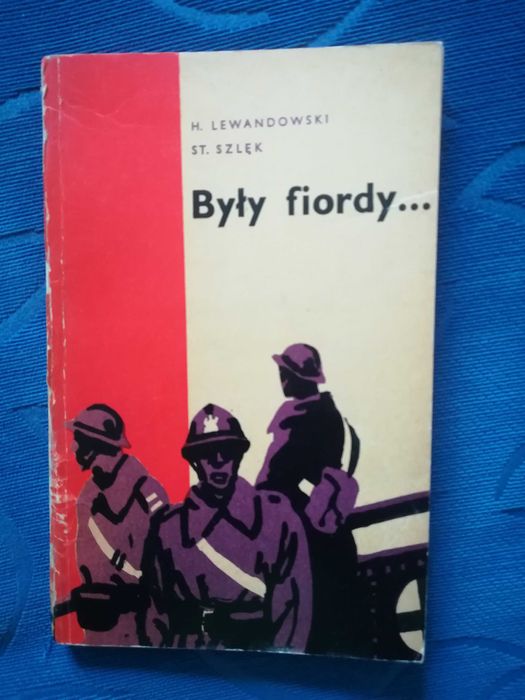 H. LEWANDOWSKI
ST. SZLĘK
Były fiordy...